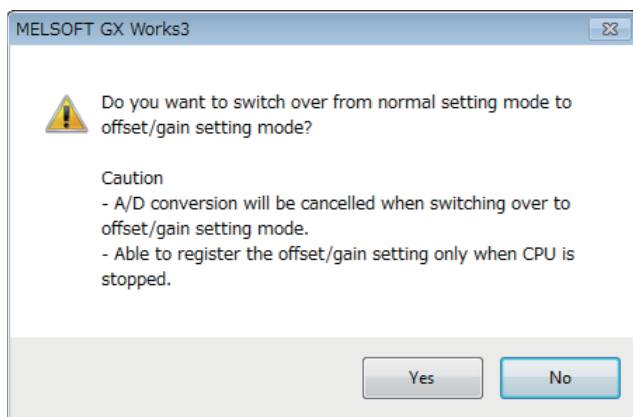 MELSOFT GX Works3
Do you want to switch over from normal setting mode to
offset/gain setting mode?
Caution
- A/D conversion will be cancelled when switching over to
offset/gain setting mode.
- Able to register the offset/gain setting only when CPU is
stopped.
Yes
No